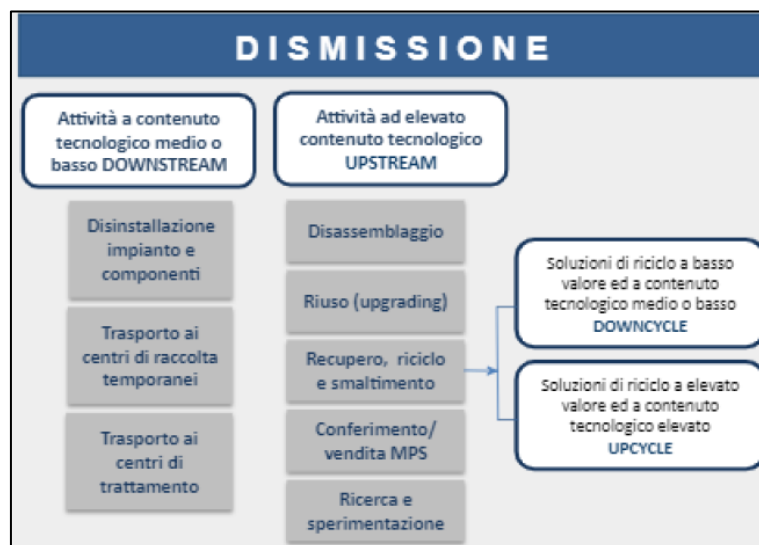 DISMISSIONE
Attività a contenuto
tecnologico medio o
basso DOWNSTREAM
Disinstallazione
impianto e
componenti
Trasporto ai
centri di raccolta
temporanei
Trasporto ai
centri di
trattamento
Attività ad elevato
contenuto tecnologico
UPSTREAM
Disassemblaggio
Riuso (upgrading)
Recupero, riciclo
e smaltimento
Conferimento/
vendita MPS
Ricerca e
sperimentazione
Soluzioni di riciclo a basso
valore ed a contenuto
tecnologico medio o basso
DOWNCYCLE
Soluzioni di riciclo a elevato
valore ed a contenuto
tecnologico elevato
UPCYCLE